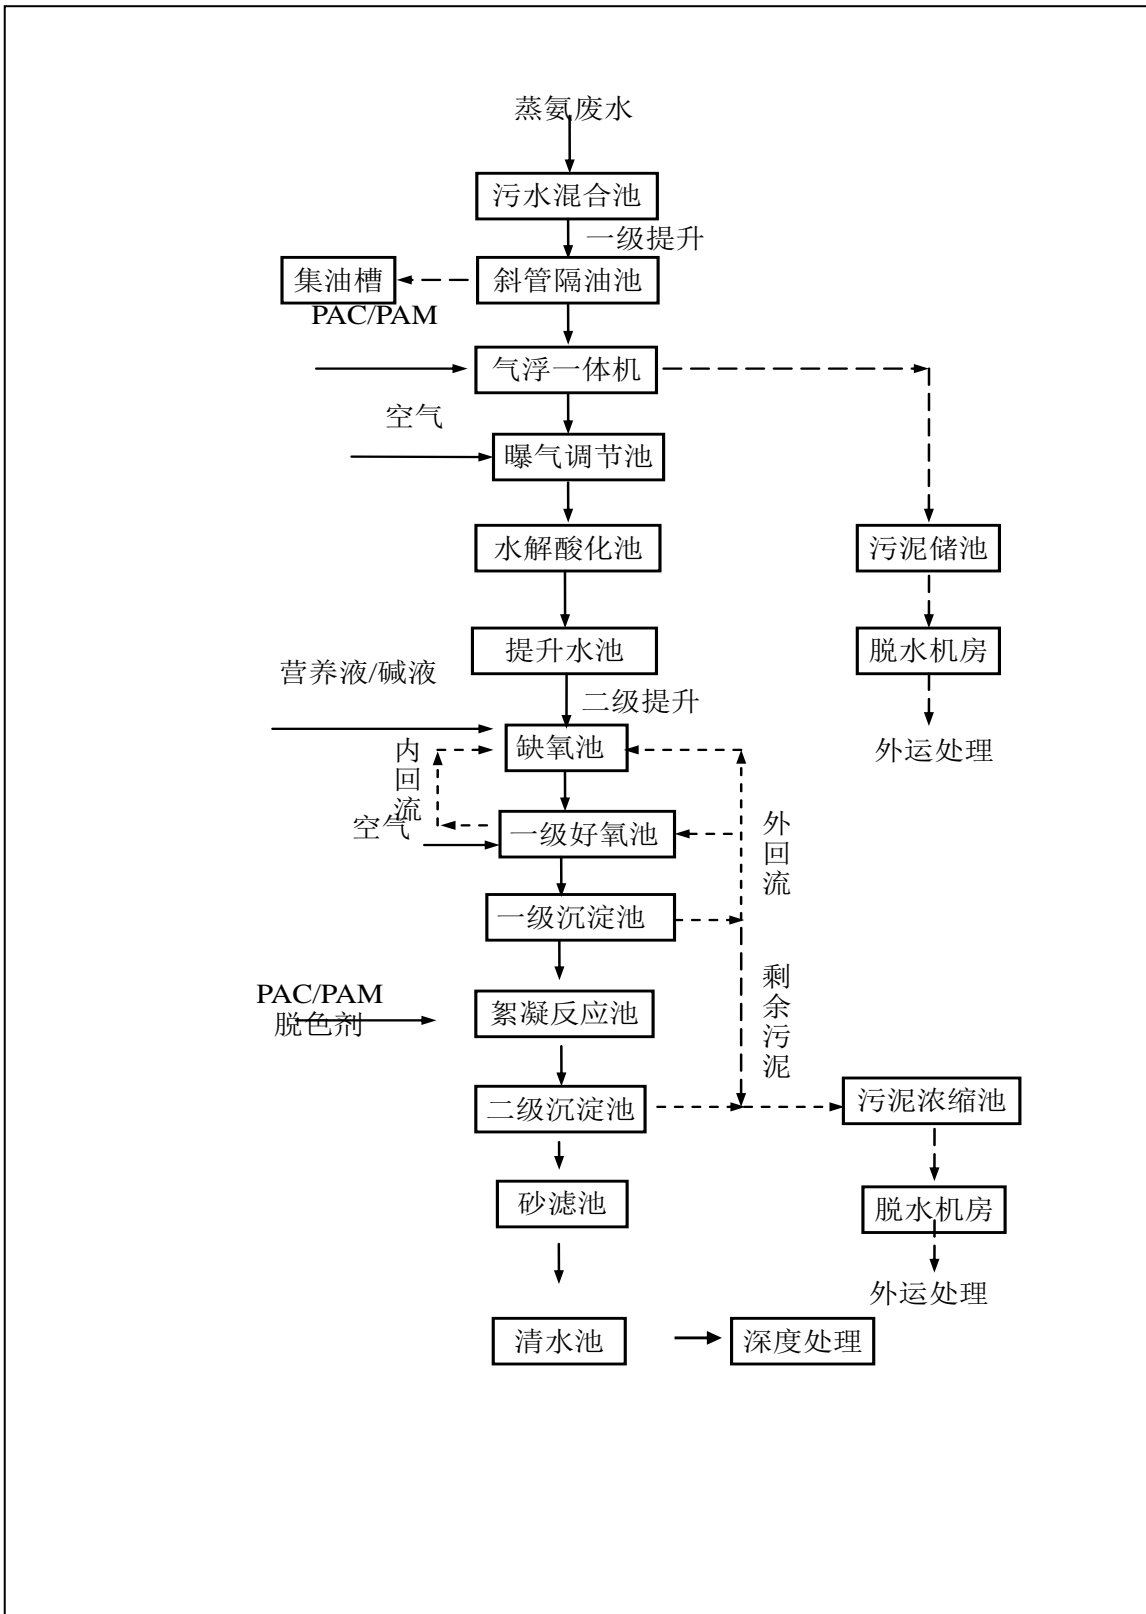 蒸氨废水
污水混合池
一级提升
集油槽
斜管隔油池
PAC/PAM
气浮一体机
空气
曝气调节池
水解酸化池
污泥储池
提升水池
脱水机房
营养液/碱液
二级提升
缺氧池
外运处理
内回流
空气
一级好氧池
外回流
一级沉淀池
剩余污泥
PAC/PAM
脱色剂
絮凝反应池
二级沉淀池
污泥浓缩池
砂滤池
脱水机房
外运处理
清水池
深度处理